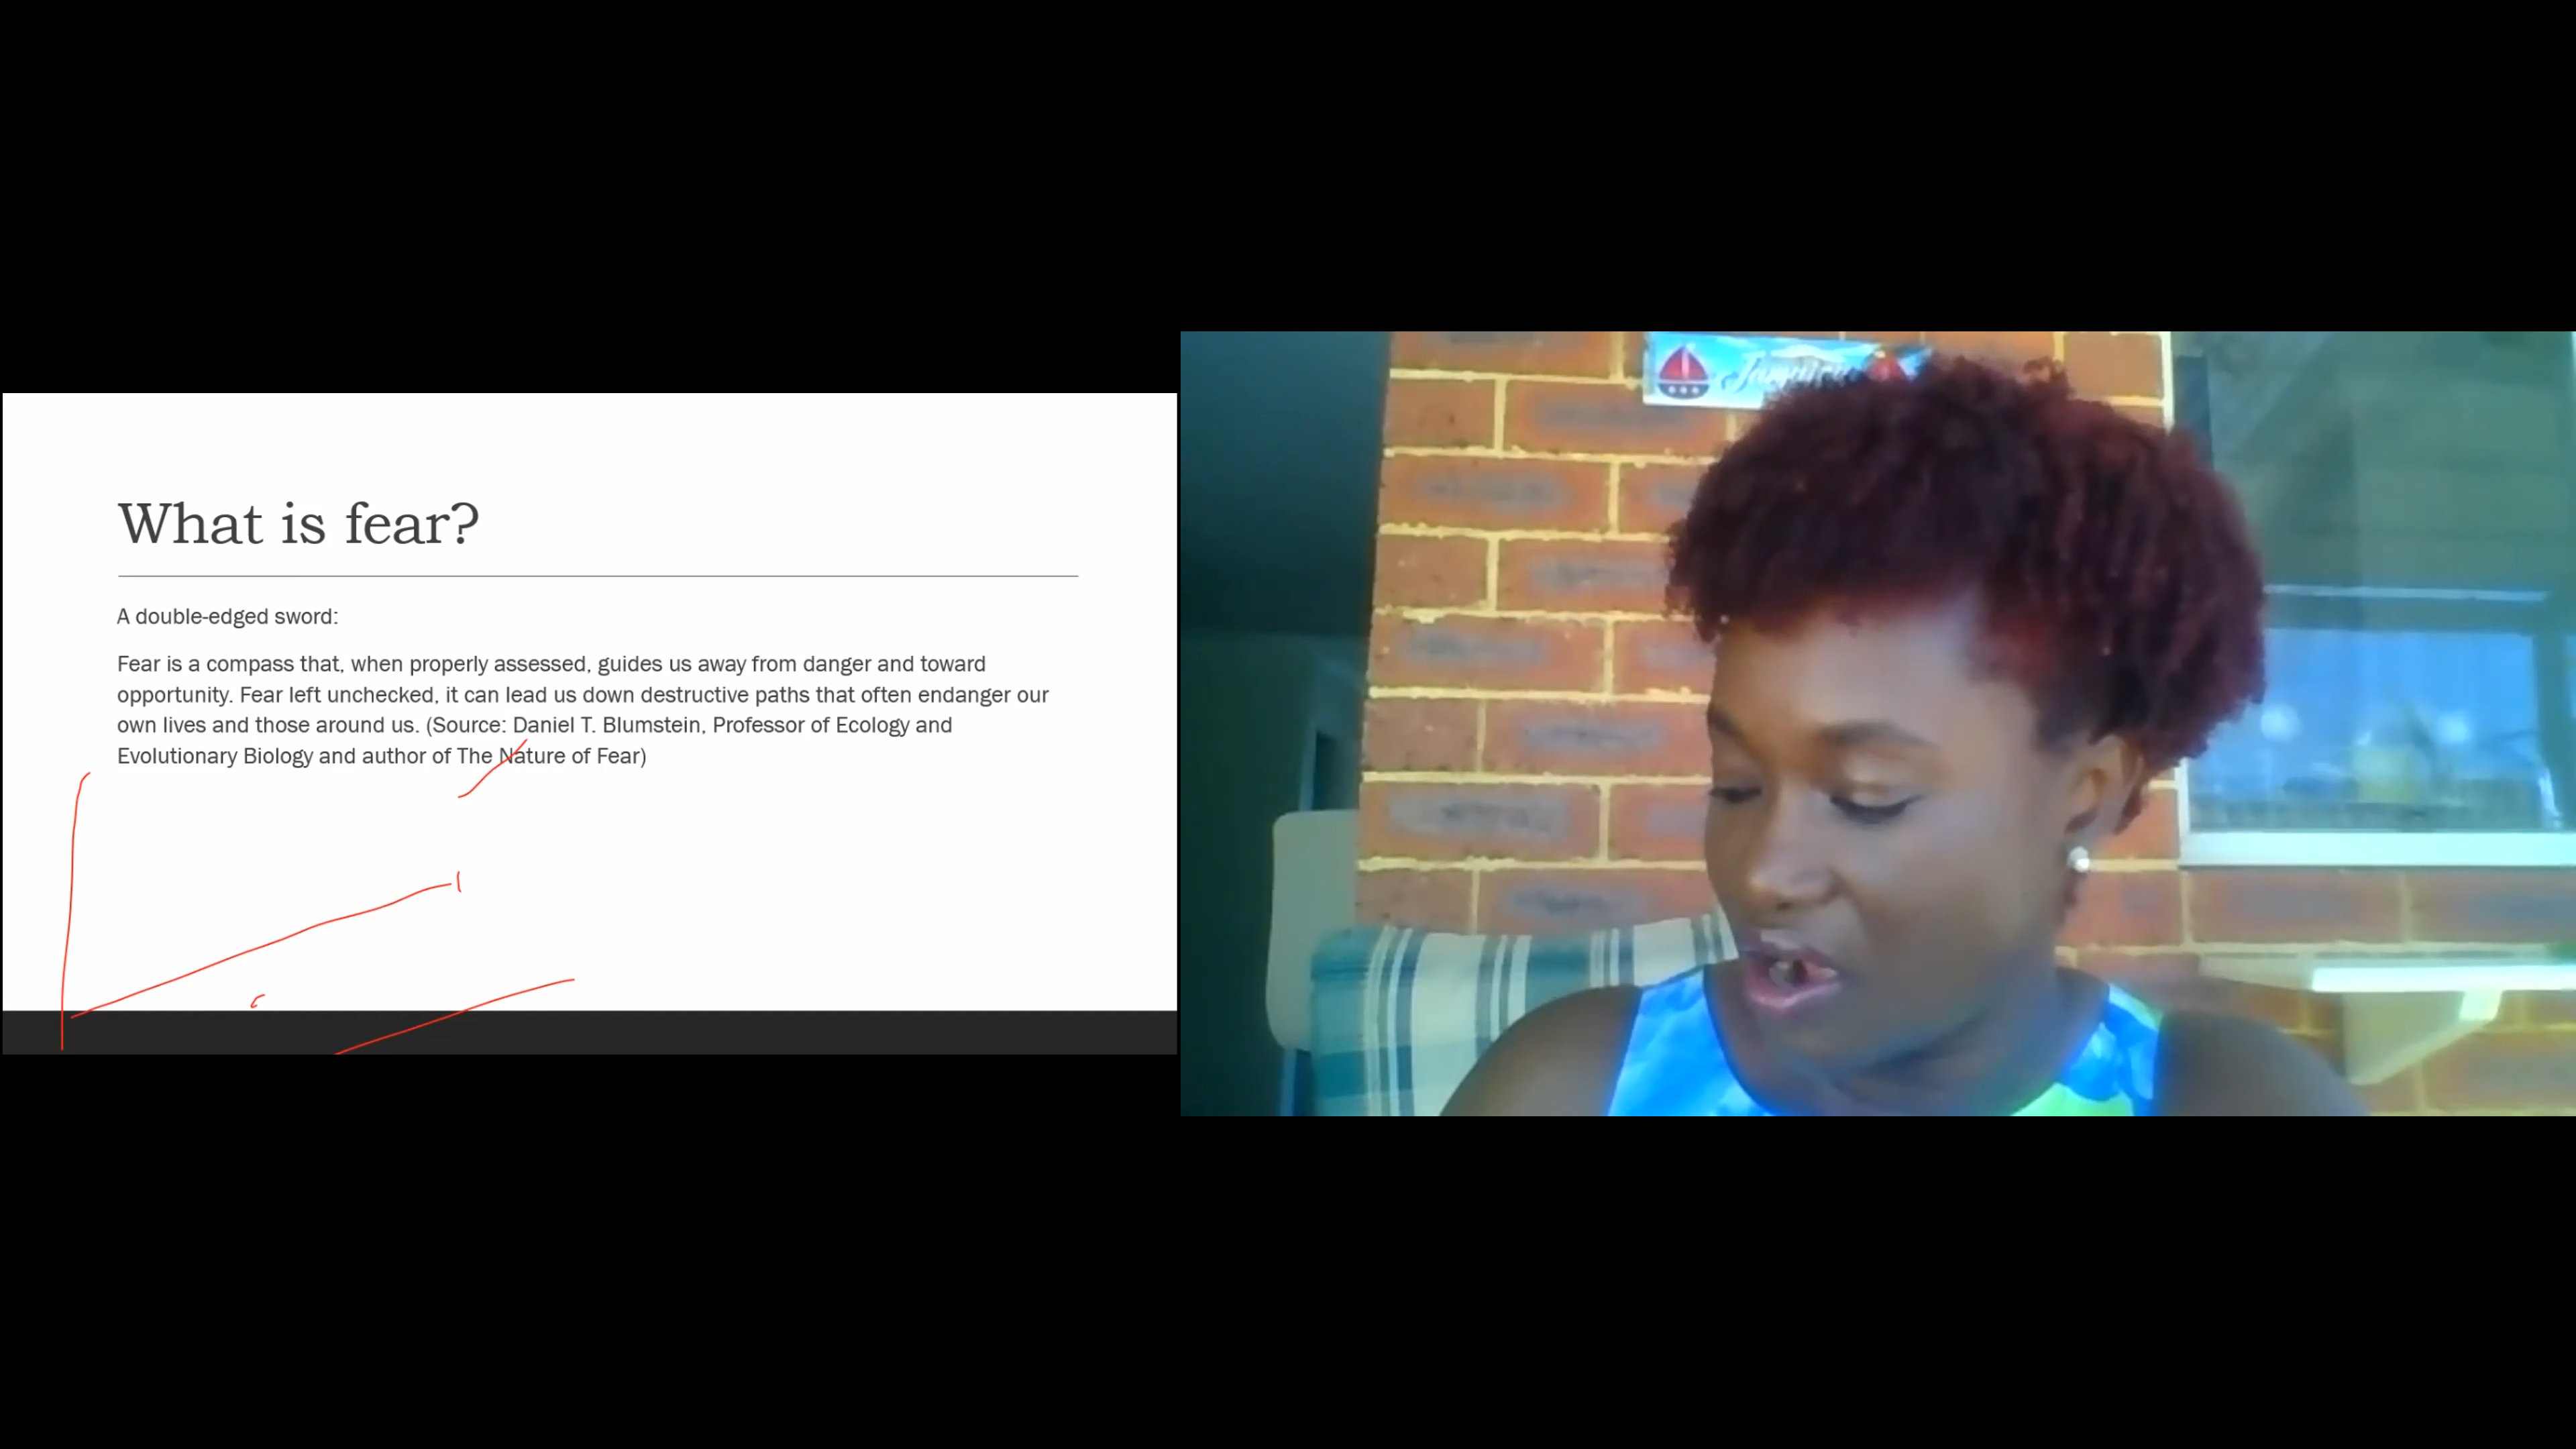 What is fear?
A double-edged sword:
Fear is a compass that, when properly assessed, guides us away from danger and toward
opportunity. Fear left unchecked, it can lead us down destructive paths that often endanger our
own lives and those around us. (Source: Daniel T. Blumstein, Professor of Ecology and
Evolutionary Biology and author of The Nature of Fear)
Jamaica